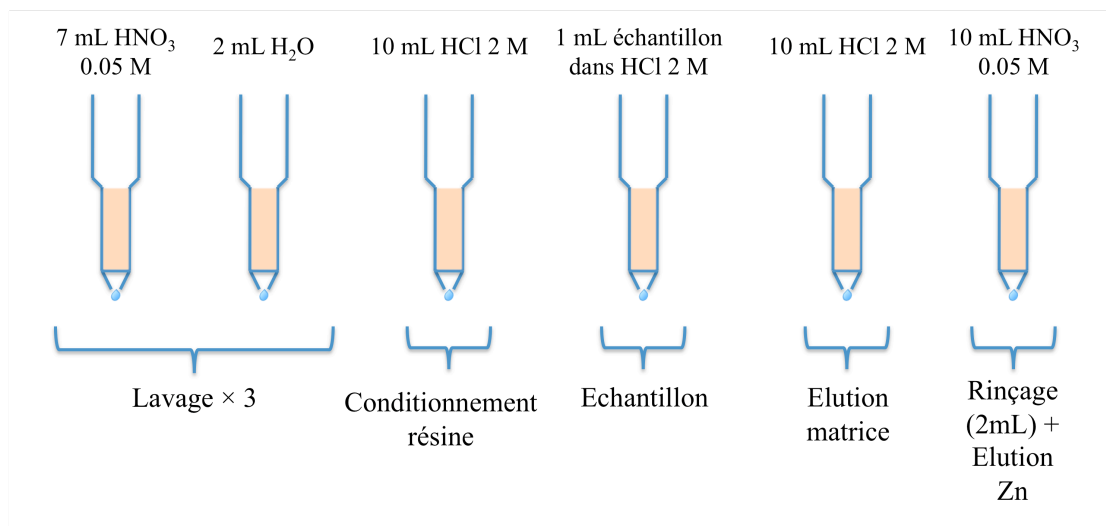 7 mL HNO3
0.05 M
2 mL H2O
10 mL HCl 2 M
1 mL échantillon
dans HCl 2 M
10 mL HCl 2 M
10 mL HNO3
0.05 M
Lavage × 3
Conditionnement
résine
Echantillon
Elution
matrice
Rinçage
(2mL) +
Elution
Zn